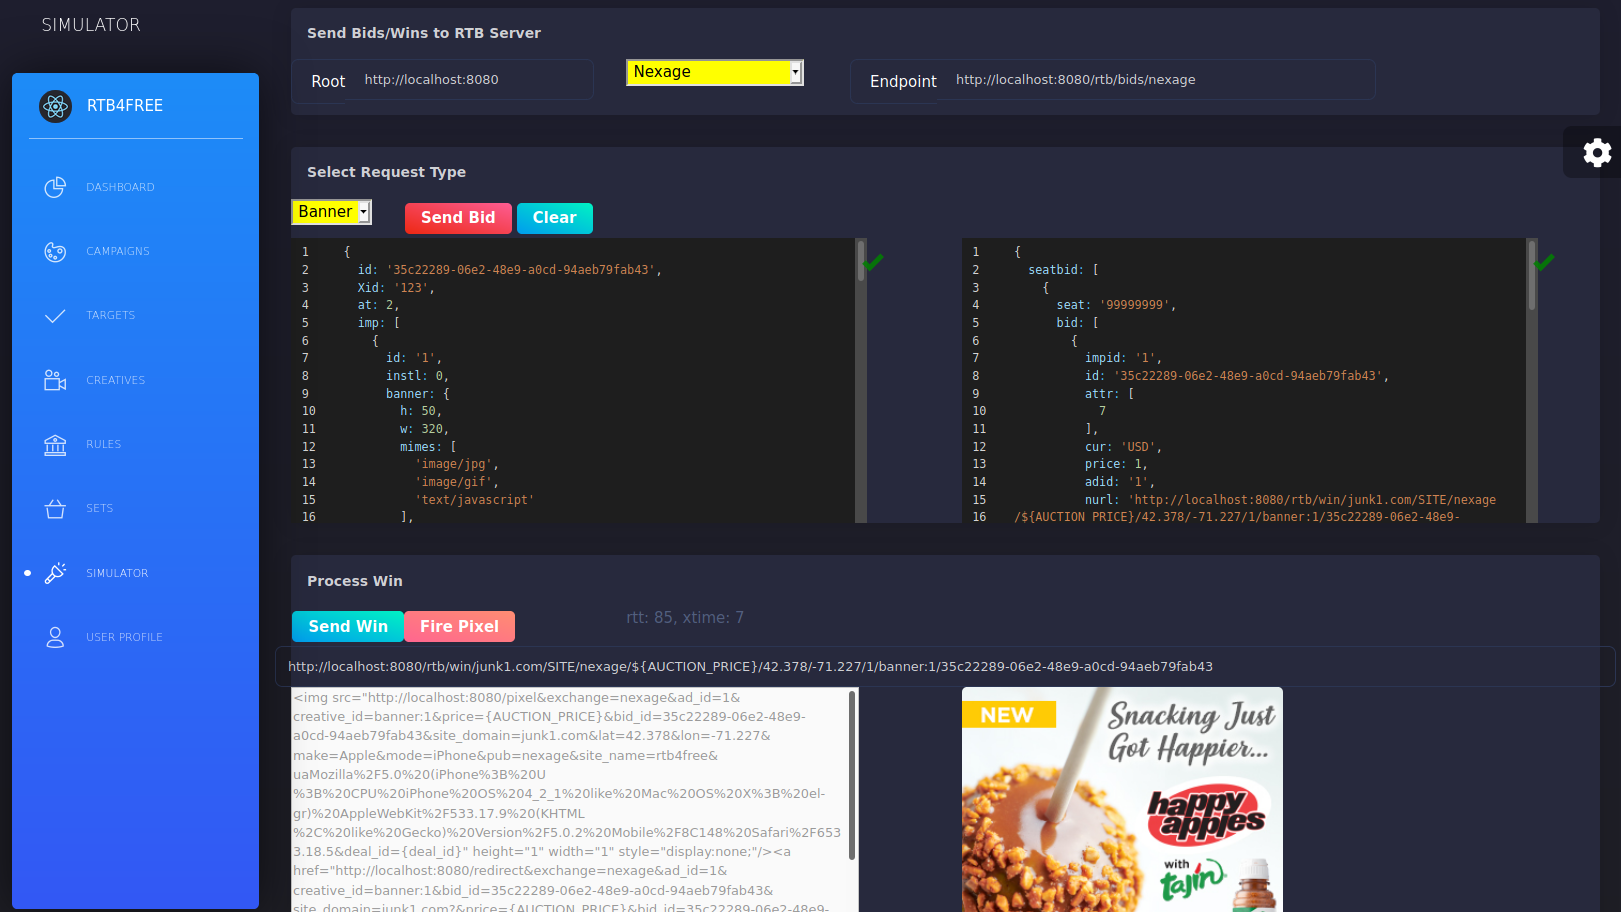 SIMULATOR
RTB4FREE
DASHBOARD
CAMPAIGNS
TARGETS
CREATIVES
RULES
SETS
SIMULATOR
USER PROFILE
Send Bids/Wins to RTB Server
Root http://localhost:8080 Nexage Endpoint http://localhost:8080/rtb/bids/nexage
Select Request Type
Banner Send Bid Clear
1 {
2 id: '35c22289-06e2-48e9-a0cd-94aeb79fab43',
3 Xid: '123',
4 at: 2,
5 imp: [
6 {
7 id: '1',
8 instl: 0,
9 banner: {
10 h: 50,
11 w: 320,
12 mimes: [
13 'image/jpg',
14 'image/gif',
15 'text/javascript'
16 ],
1 {
2 seatbid: [
3 {
4 seat: '99999999',
5 bid: [
6 {
7 impid: '1',
8 id: '35c22289-06e2-48e9-a0cd-94aeb79fab43',
9 attr: [
10 7
11 ],
12 cur: 'USD',
13 price: 1,
14 adid: '1',
15 nurl: 'http://localhost:8080/rtb/win/junk1.com/SITE/nexage
16 /${AUCTION_PRICE}/42.378/-71.227/1/banner:1/35c22289-06e2-48e9-
Process Win
Send Win Fire Pixel rtt: 85, xtime: 7
http://localhost:8080/rtb/win/junk1.com/SITE/nexage/${AUCTION_PRICE}/42.378/-71.227/1/banner:1/35c22289-06e2-48e9-a0cd-94aeb79fab43
<img src="http://localhost:8080/pixel&exchange=nexage&ad_id=1&
creative_id=banner:1&price={AUCTION_PRICE}&bid_id=35c22289-06e2-48e9-
a0cd-94aeb79fab43&site_domain=junk1.com&lat=42.378&lon=-71.227&
make=Apple&mode=iPhone&pub=nexage&site_name=rtb4free&
uaMozilla%2F5.0%20(iPhone%3B%20U
%3B%20CPU%20iPhone%20OS%204_2_1%20like%20Mac%20OS%20X%3B%20el-
gr)%20AppleWebKit%2F533.17.9%20(KHTML
%2C%20like%20Gecko)%20Version%2F5.0.2%20Mobile%2F8C148%20Safari%2F653
3.18.5&deal_id={deal_id}" height="1" width="1" style="display:none;"/><a
href="http://localhost:8080/redirect&exchange=nexage&ad_id=1&
creative_id=banner:1&bid_id=35c22289-06e2-48e9-a0cd-94aeb79fab43&
site_domain=junk1.com?&price={AUCTION_PRICE}&bid_id=35c22289-06e2-48e9-
NEW
Snacking Just
Got Happier...
happy
apples
with
tajín